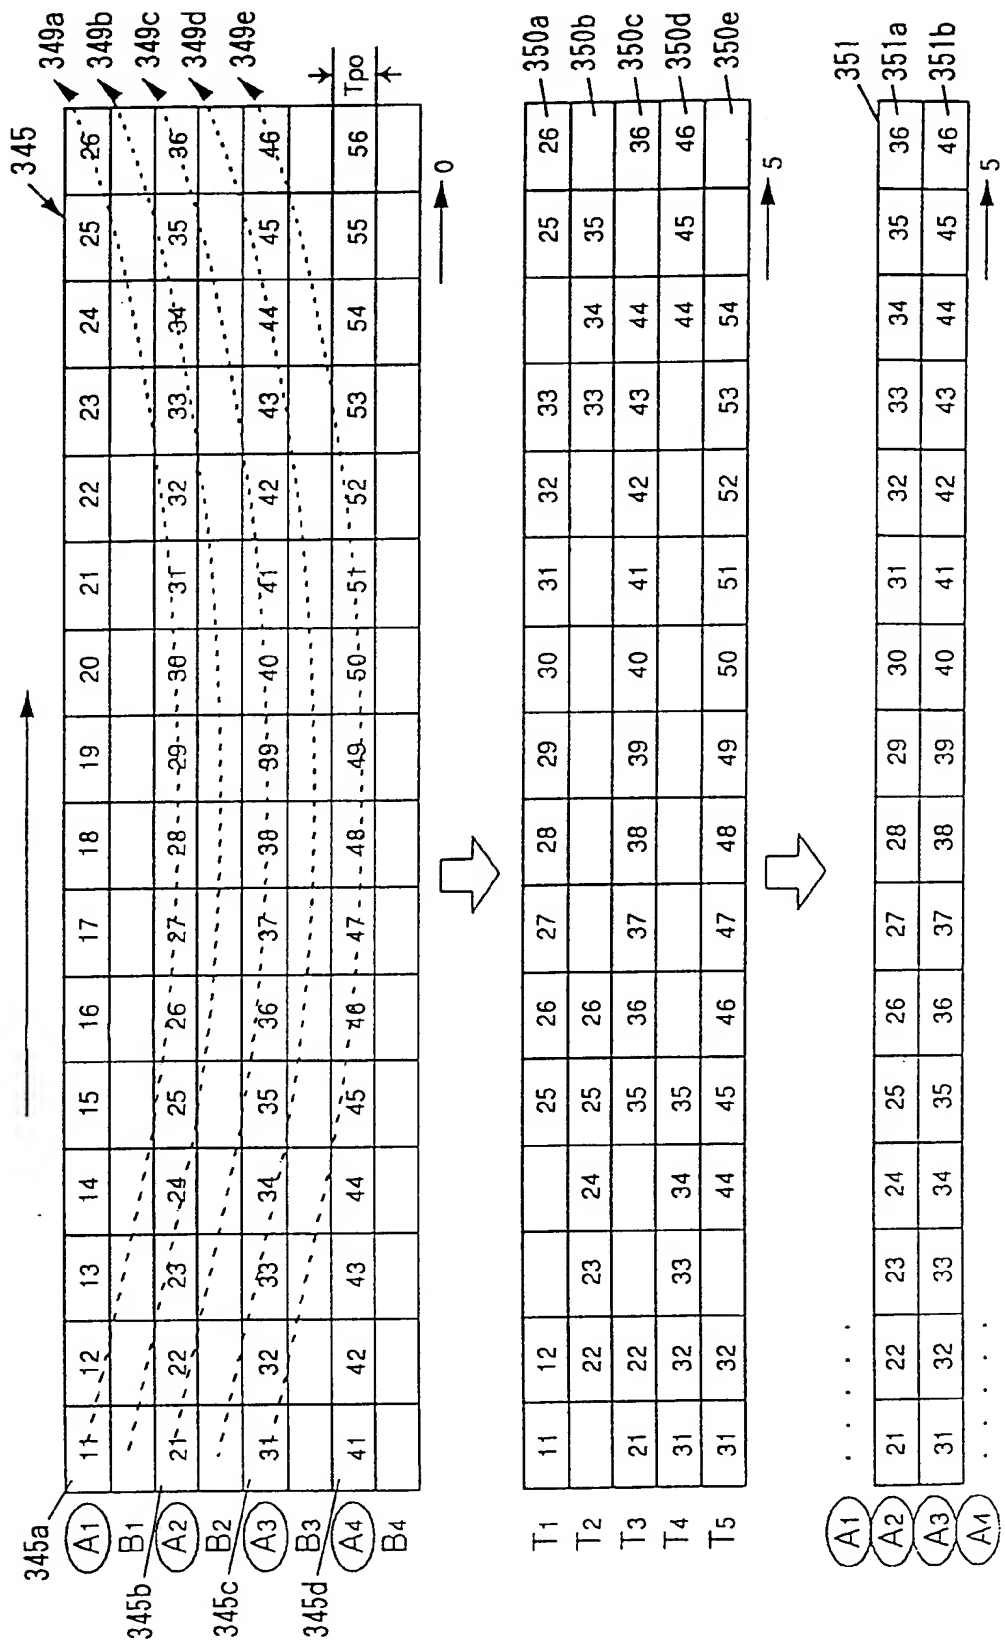 345
349a
349b
349c
349d
349e
345a
A1 11 12 13 14 15 16 17 18 19 20 21 22 23 24 25 26
B1
345b
A2 21 22 23 24 25 26 27 28 29 30 31 32 33 34 35 36
B2
345c
A3 31 32 33 34 35 36 37 38 39 40 41 42 43 44 45 46
B3
345d
A4 41 42 43 44 45 46 47 48 49 50 51 52 53 54 55 56 Tpo
B4
0
T1 11 12 25 26 27 28 29 30 31 32 33 25 26 350a
T2 22 23 24 25 26 33 34 35 350b
T3 21 22 35 36 37 38 39 40 41 42 43 44 36 350c
T4 31 32 33 34 35 44 45 46 350d
T5 31 32 44 45 46 47 48 49 50 51 52 53 54 350e
5
351
A1 . . . .
A2 21 22 23 24 25 26 27 28 29 30 31 32 33 34 35 36 351a
A3 31 32 33 34 35 36 37 38 39 40 41 42 43 44 45 46 351b
A4 . . . .
5